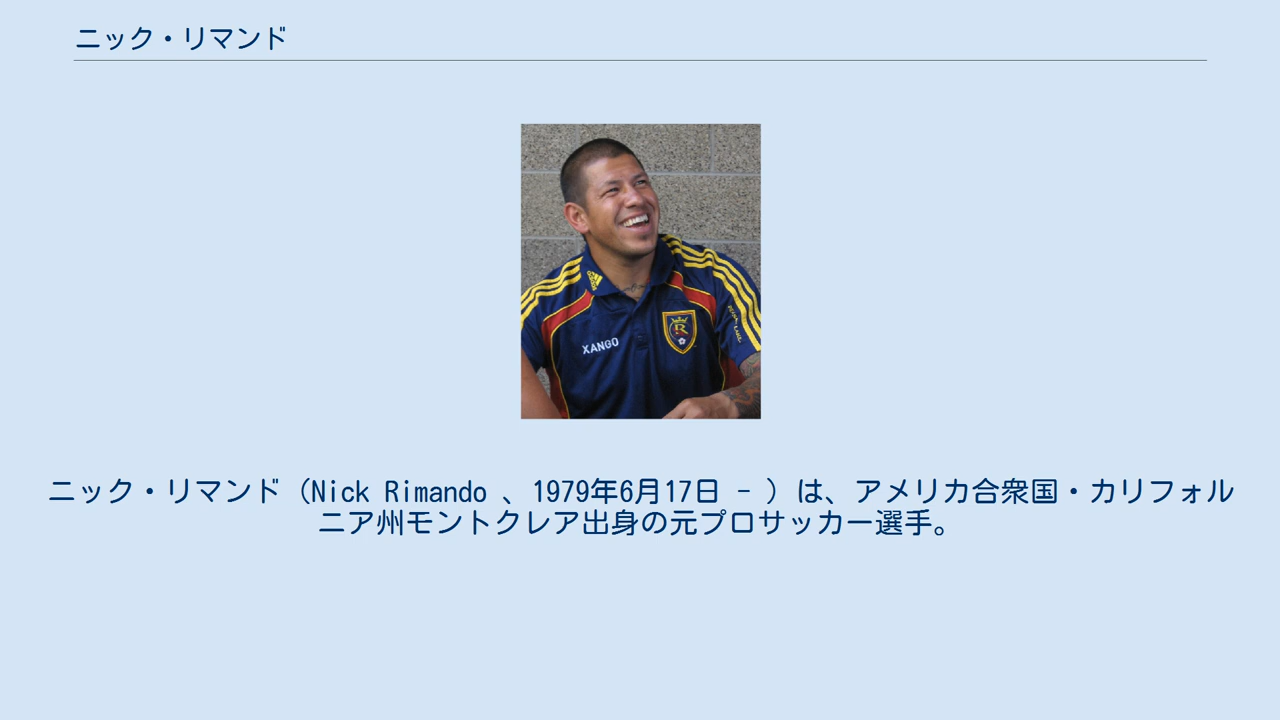 ニック・リマンド
XANGO
ニック・リマンド（Nick Rimando 、1979年6月17日 - ）は、アメリカ合衆国・カリフォル
ニア州モントクレア出身の元プロサッカー選手。